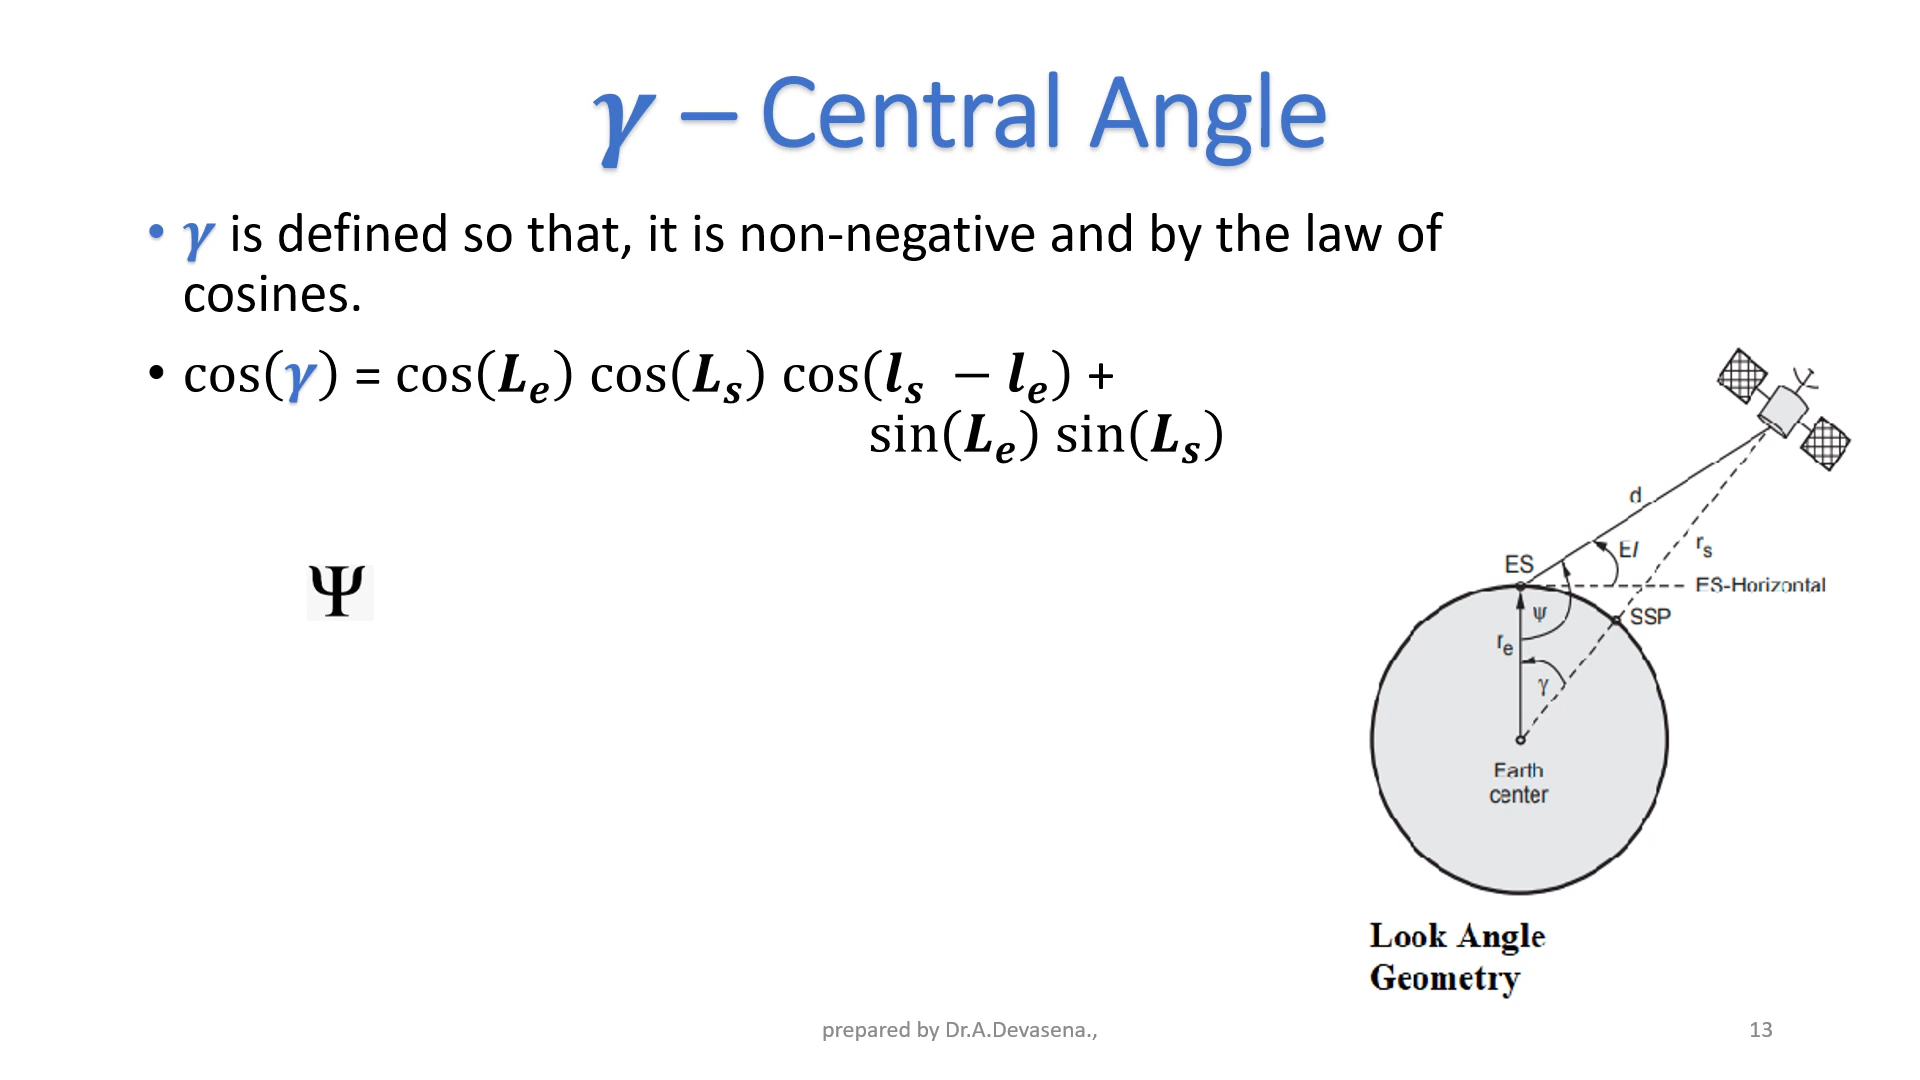 γ – Central Angle
• γ is defined so that, it is non-negative and by the law of
cosines.
• cos(γ) = cos(Lₑ) cos(Lₛ) cos(lₛ − lₑ) +
sin(Lₑ) sin(Lₛ)
Ψ
d
El
rₛ
ES
ES-Horizontal
ψ
SSP
rₑ
γ
Earth
center
Look Angle
Geometry
prepared by Dr.A.Devasena.,
13